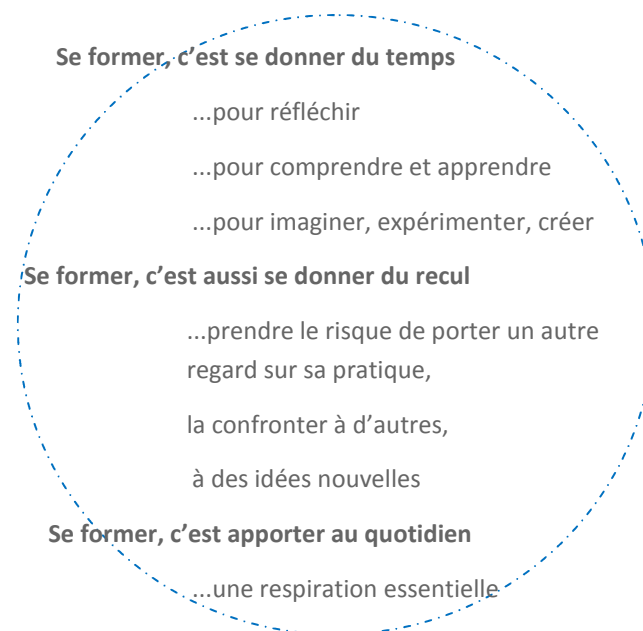 Se former, c’est se donner du temps
...pour réfléchir
...pour comprendre et apprendre
...pour imaginer, expérimenter, créer
Se former, c’est aussi se donner du recul
...prendre le risque de porter un autre
regard sur sa pratique,
la confronter à d’autres,
à des idées nouvelles
Se former, c’est apporter au quotidien
...une respiration essentielle